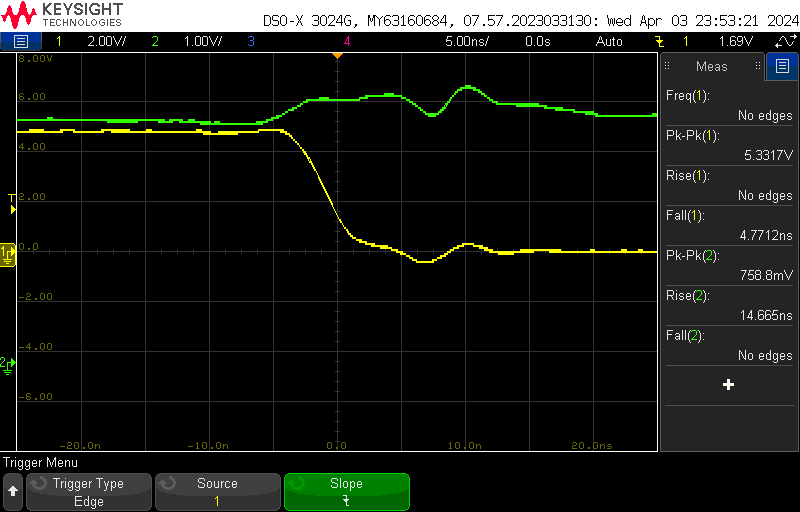 KEYSIGHT
TECHNOLOGIES
DSO-X 3024G, MY63160684, 07.57.2023033130: Wed Apr 03 23:53:21 2024
1 2.00V/ 2 1.00V/ 3 4 5.00ns/ 0.0s Auto 1 1.69V
8.00V
6.00
4.00
2.00
0.0
-2.00
-4.00
-6.00
T
1
2
-20.0n -10.0n 0.0 10.0n 20.0n
Meas
Freq(1):
No edges
Pk-Pk(1):
5.3317V
Rise(1):
No edges
Fall(1):
4.7712ns
Pk-Pk(2):
758.8mV
Rise(2):
14.665ns
Fall(2):
No edges
Trigger Menu
Trigger Type
Edge
Source
1
Slope